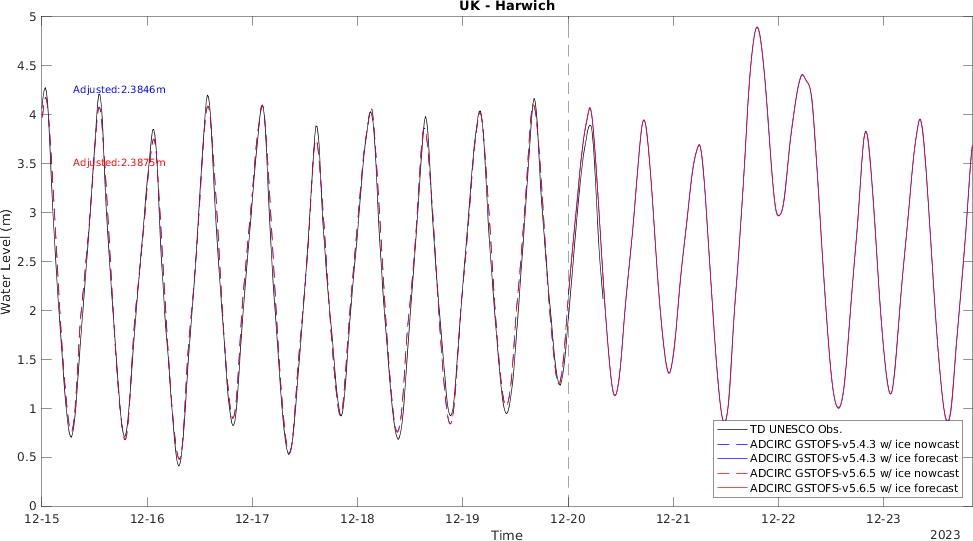 UK - Harwich
5
4.5
4
3.5
3
2.5
2
1.5
1
0.5
0
Water Level (m)
Adjusted:2.3846m
Adjusted:2.3875m
TD UNESCO Obs.
ADCIRC GSTOFS-v5.4.3 w/ ice nowcast
ADCIRC GSTOFS-v5.4.3 w/ ice forecast
ADCIRC GSTOFS-v5.6.5 w/ ice nowcast
ADCIRC GSTOFS-v5.6.5 w/ ice forecast
12-15 12-16 12-17 12-18 12-19 12-20 12-21 12-22 12-23
Time
2023